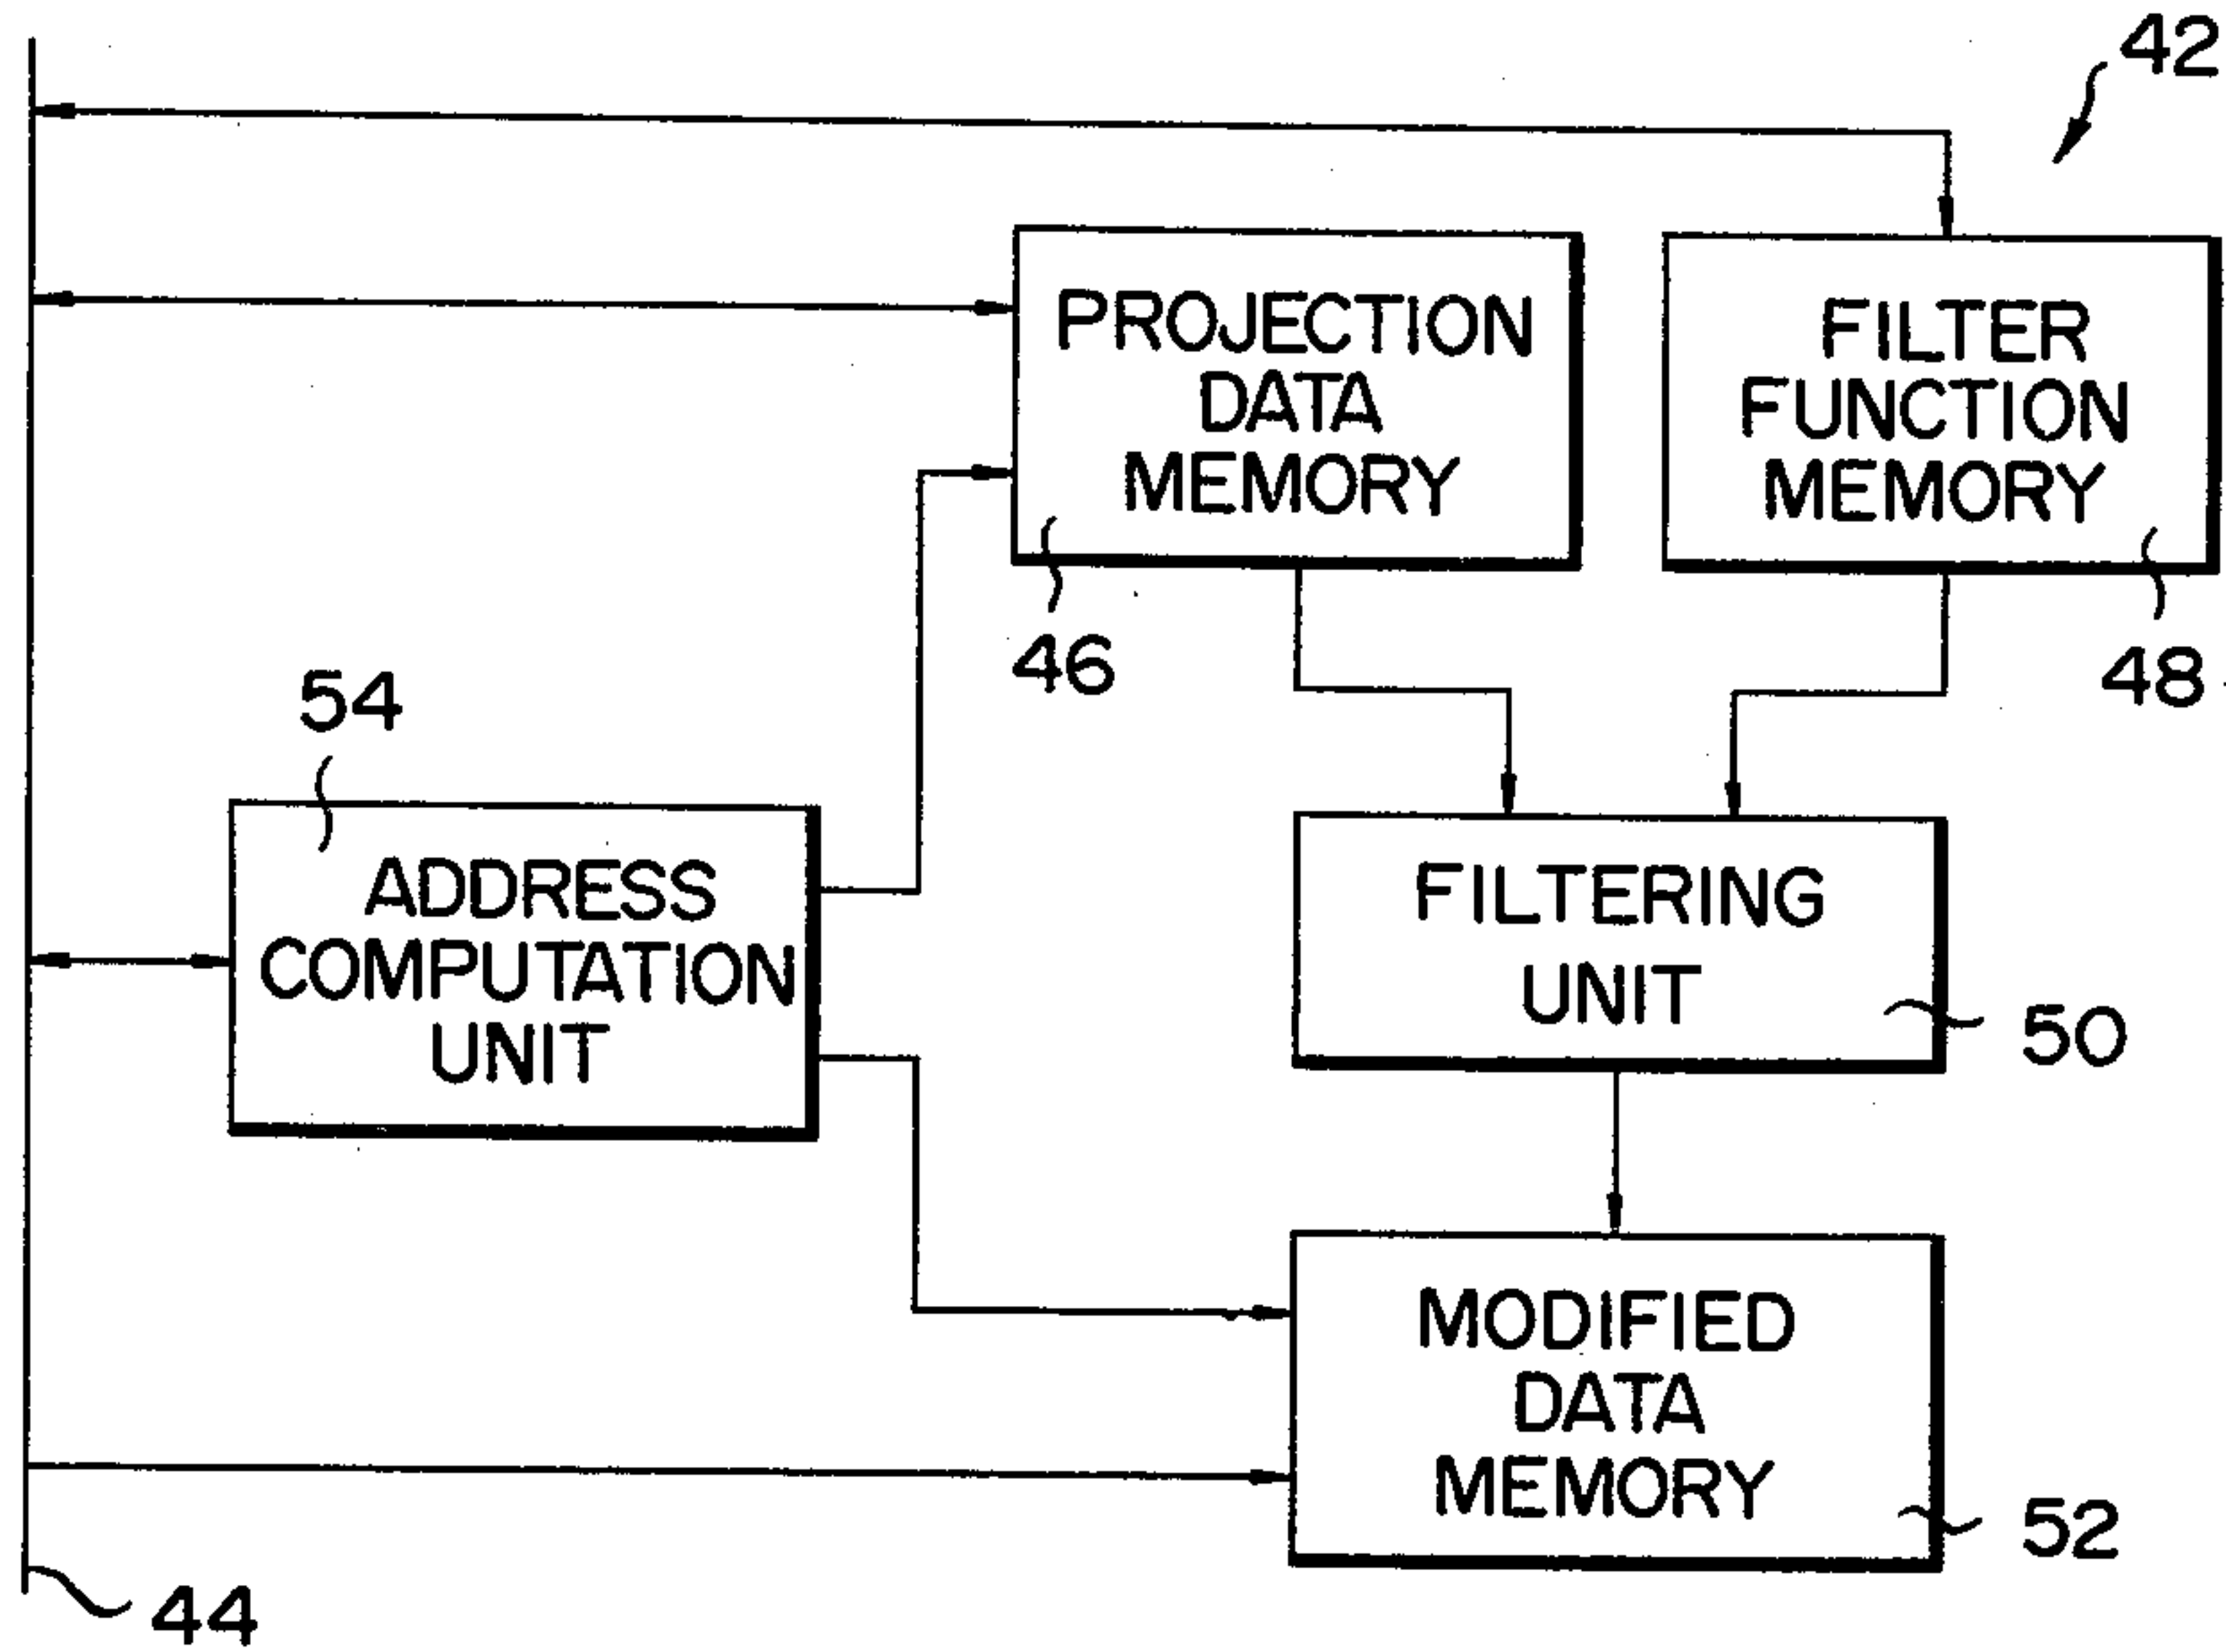 42
PROJECTION
DATA
MEMORY
46
FILTER
FUNCTION
MEMORY
48
54
ADDRESS
COMPUTATION
UNIT
FILTERING
UNIT
50
MODIFIED
DATA
MEMORY
52
44